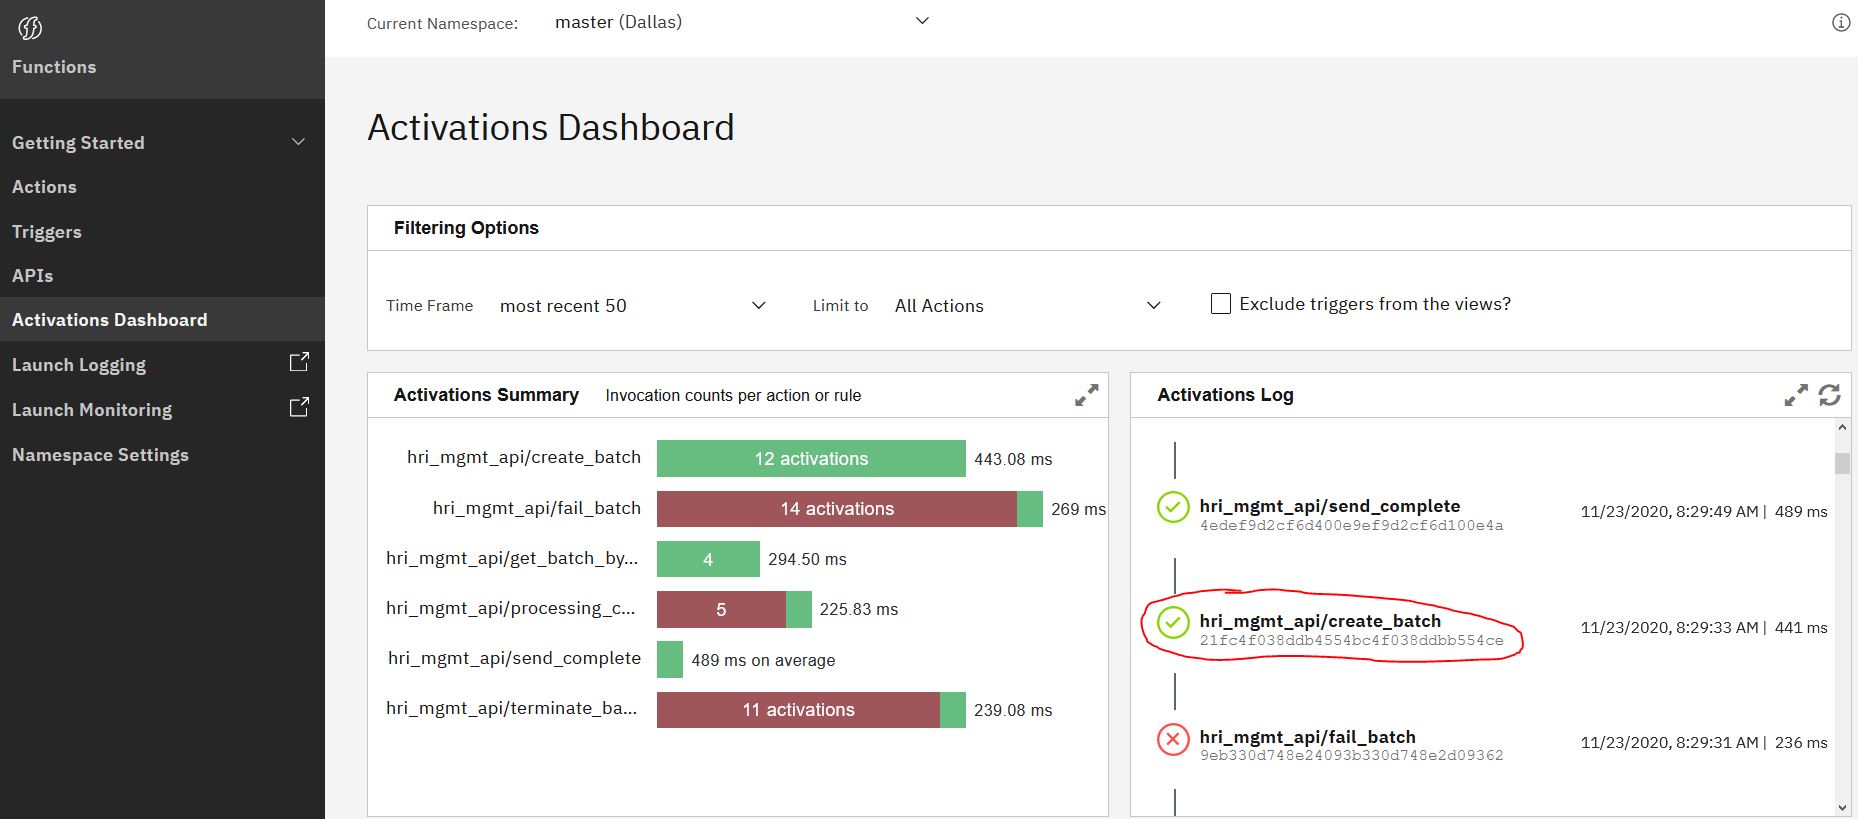 Functions
Getting Started
Actions
Triggers
APIs
Activations Dashboard
Launch Logging
Launch Monitoring
Namespace Settings
Current Namespace: master (Dallas)
Activations Dashboard
Filtering Options
Time Frame most recent 50 Limit to All Actions Exclude triggers from the views?
Activations Summary Invocation counts per action or rule
hri_mgmt_api/create_batch 12 activations 443.08 ms
hri_mgmt_api/fail_batch 14 activations 269 ms
hri_mgmt_api/get_batch_by... 4 294.50 ms
hri_mgmt_api/processing_c... 5 225.83 ms
hri_mgmt_api/send_complete 489 ms on average
hri_mgmt_api/terminate_ba... 11 activations 239.08 ms
Activations Log
hri_mgmt_api/send_complete
4edef9d2cf6d400e9ef9d2cf6d100e4a
11/23/2020, 8:29:49 AM | 489 ms
hri_mgmt_api/create_batch
21fc4f038ddb4554bc4f038ddbb554ce
11/23/2020, 8:29:33 AM | 441 ms
hri_mgmt_api/fail_batch
9eb330d748e24093b330d748e2d09362
11/23/2020, 8:29:31 AM | 236 ms